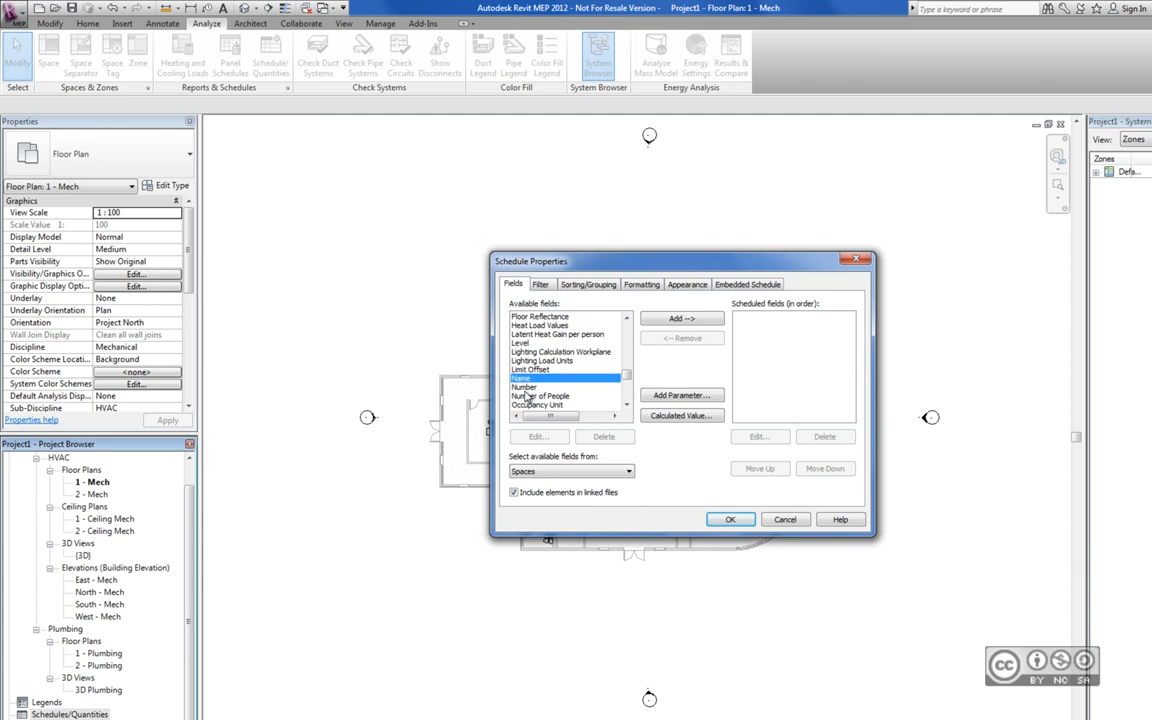 Autodesk Revit MEP 2012 - Not For Resale Version - Project1 - Floor Plan: 1 - Mech
Type a keyword or phrase
Sign In
MEP
Modify Home Insert Annotate Analyze Architect Collaborate View Manage Add-Ins
Modify
Space
Space Separator
Space Tag
Zone
Heating and Cooling Loads
Panel Schedules
Schedule/ Quantities
Check Duct Systems
Check Pipe Systems
Check Circuits
Show Disconnects
Duct Legend
Pipe Legend
Color Fill Legend
System Browser
Analyze Mass Model
Energy Settings
Results & Compare
Select
Spaces & Zones
Reports & Schedules
Check Systems
Color Fill
System Browser
Energy Analysis
Properties
Floor Plan
Floor Plan: 1 - Mech
Edit Type
Graphics
View Scale 1 : 100
Scale Value 1: 100
Display Model Normal
Detail Level Medium
Parts Visibility Show Original
Visibility/Graphics O... Edit...
Graphic Display Opti... Edit...
Underlay None
Underlay Orientation Plan
Orientation Project North
Wall Join Display Clean all wall joins
Discipline Mechanical
Color Scheme Locati... Background
Color Scheme <none>
System Color Schemes Edit...
Default Analysis Disp... None
Sub-Discipline HVAC
Properties help
Apply
Project1 - Project Browser
HVAC
Floor Plans
1 - Mech
2 - Mech
Ceiling Plans
1 - Ceiling Mech
2 - Ceiling Mech
3D Views
{3D}
Elevations (Building Elevation)
East - Mech
North - Mech
South - Mech
West - Mech
Plumbing
Floor Plans
1 - Plumbing
2 - Plumbing
3D Views
3D Plumbing
Legends
Schedules/Quantities
Schedule Properties
Fields Filter Sorting/Grouping Formatting Appearance Embedded Schedule
Available fields:
Floor Reflectance
Heat Load Values
Latent Heat Gain per person
Level
Lighting Calculation Workplane
Lighting Load Units
Limit Offset
Name
Number
Number of People
Occupancy Unit
Edit...
Delete
Select available fields from:
Spaces
Include elements in linked files
Add -->
<-- Remove
Add Parameter...
Calculated Value...
Scheduled fields (in order):
Edit...
Delete
Move Up
Move Down
OK
Cancel
Help
Project1 - System
View: Zones
Zones
Defa...
cc
BY NC SA